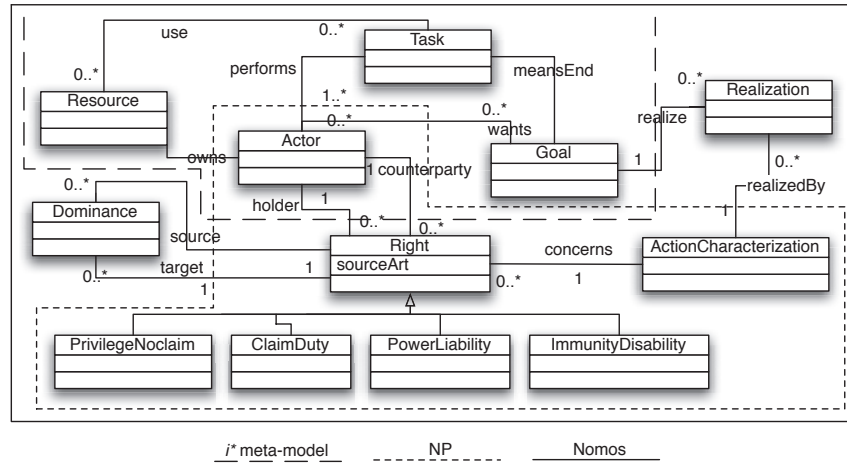 use
0..*
Task
performs
meansEnd
0..*
Resource
1..*
0..*
0..*
Realization
Actor
0..*
wants
realize
Goal
owns
1
counterparty
1
0..*
0..*
holder
1
realizedBy
Dominance
source
0..*
0..*
1
Right
sourceArt
concerns
ActionCharacterization
target
1
0..*
1
0..*
1
PrivilegeNoclaim
ClaimDuty
PowerLiability
ImmunityDisability
i* meta-model
NP
Nomos